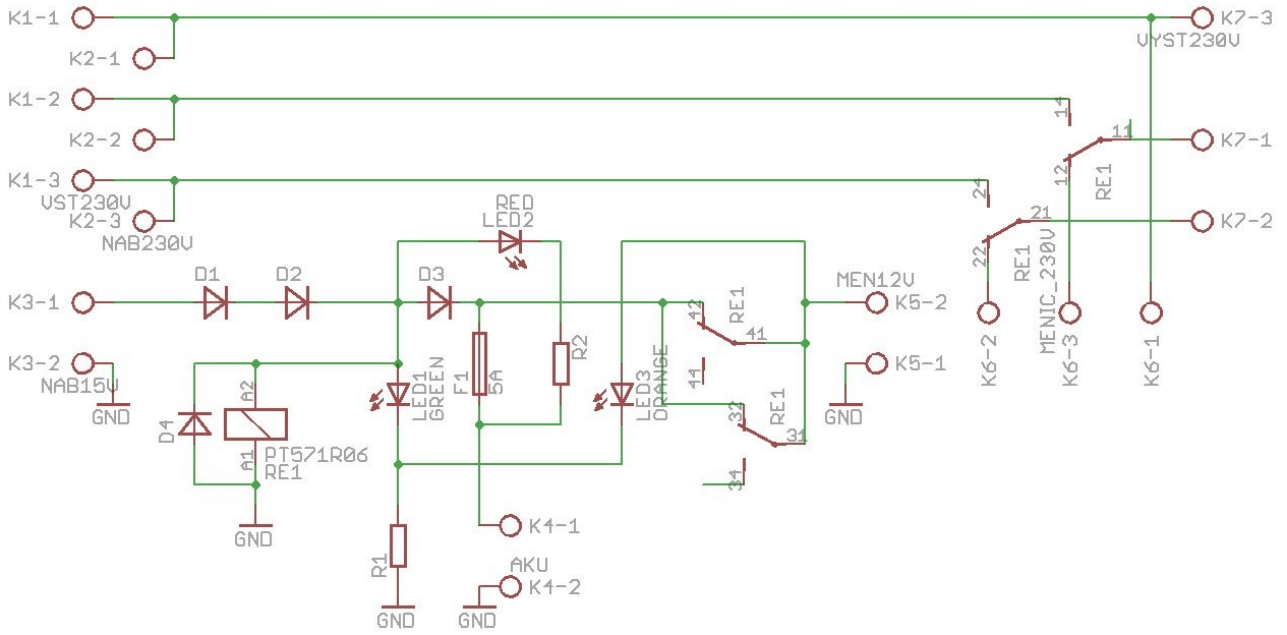 K1-1
K7-3
VYST230V
K2-1
K1-2
14
K2-2
11
K7-1
12
RE1
K1-3
VST230V
24
K2-3
NAB230V
RED
LED2
21
K7-2
22
RE1
MENIC_230V
D1
D2
D3
MEN12V
K3-1
42
RE1
K5-2
41
K6-2
K6-3
K6-1
K3-2
NAB15V
GND
A2
LED1
GREEN
F1
5A
R2
LED3
ORANGE
44
K5-1
GND
D4
32
RE1
31
A1
PT571R06
RE1
34
GND
K4-1
R1
AKU
K4-2
GND
GND